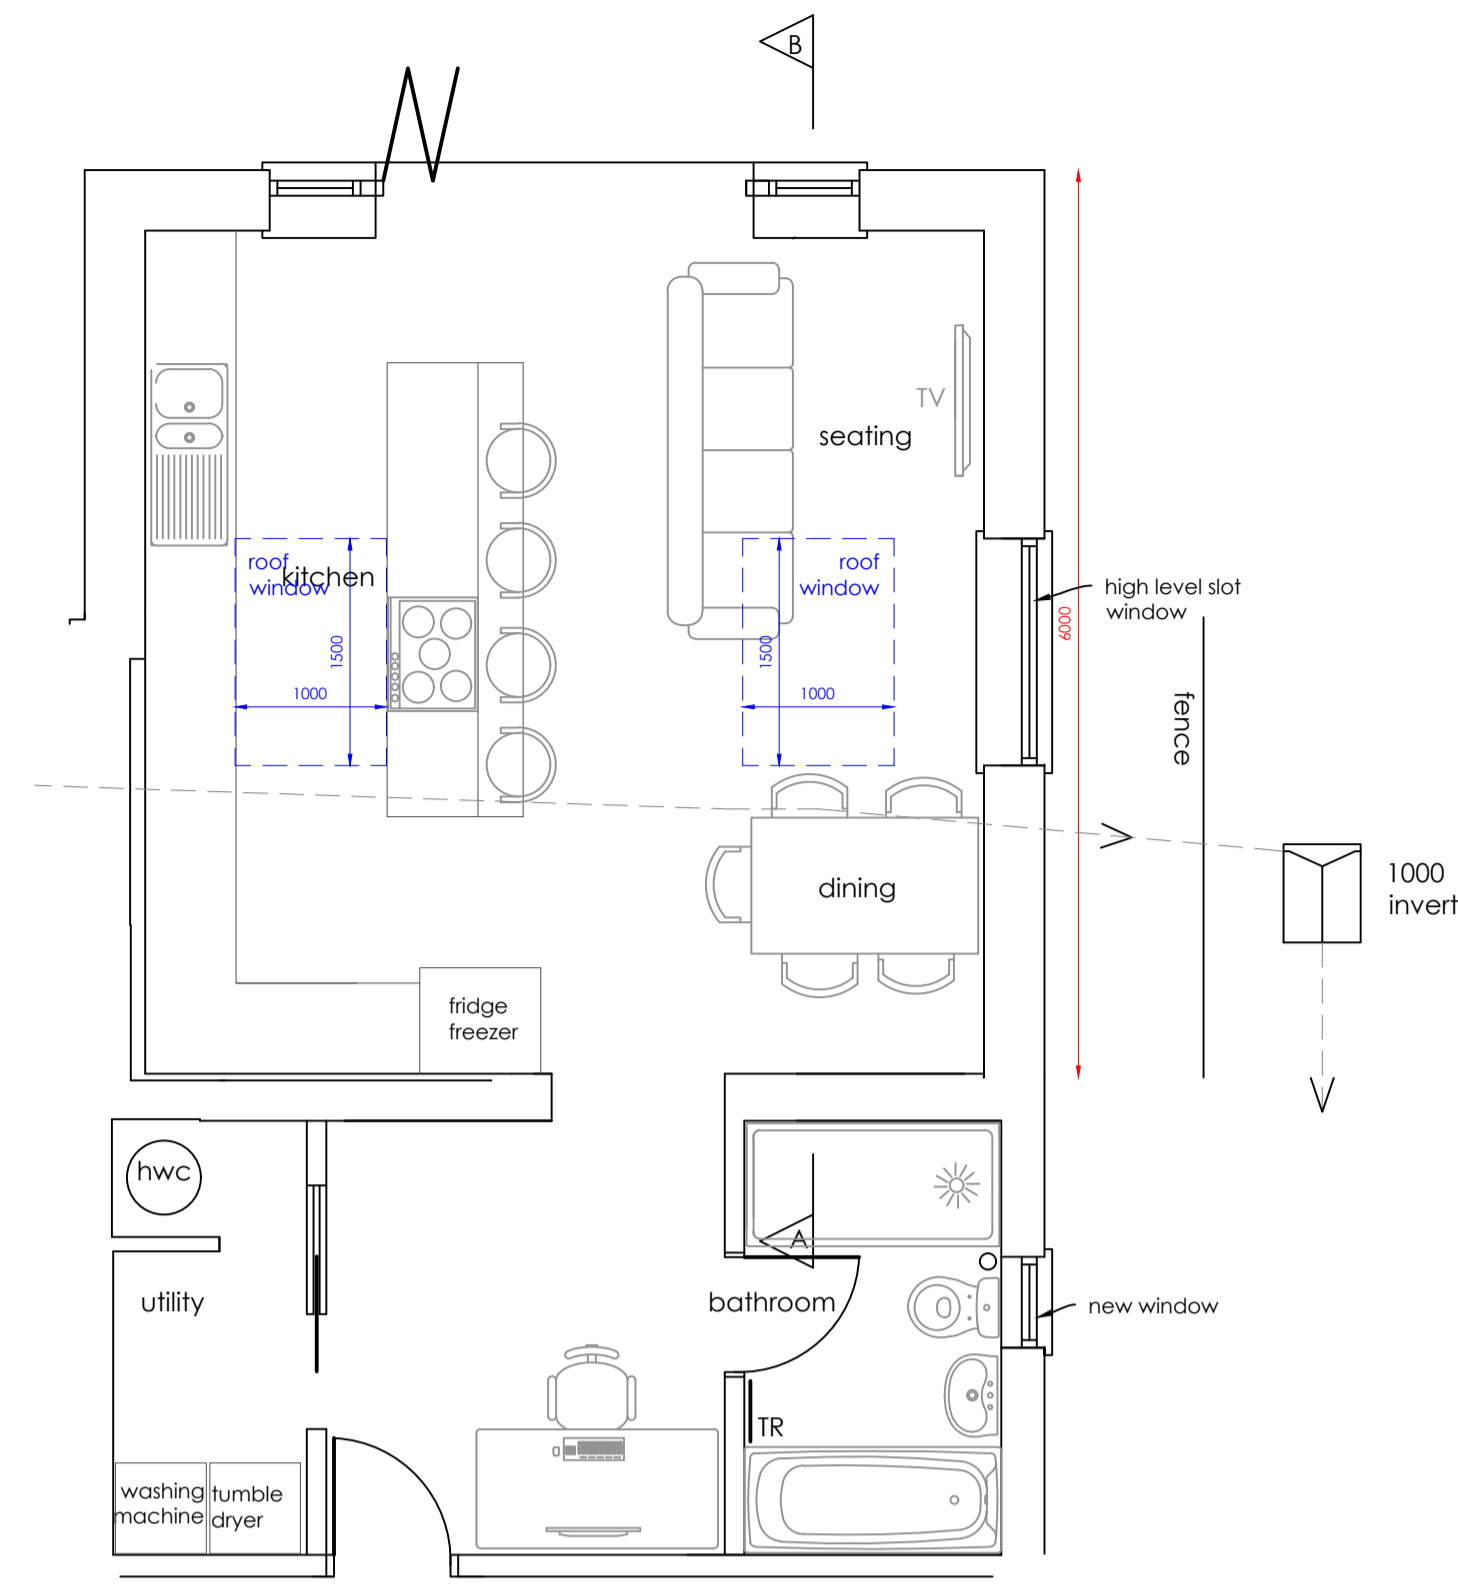 B
TV
seating
roof
window
kitchen
roof
window
high level slot
window
6000
1500
1500
1000
1000
fence
1000
invert
dining
fridge
freezer
hwc
A
utility
bathroom
new window
TR
washing
machine
tumble
dryer